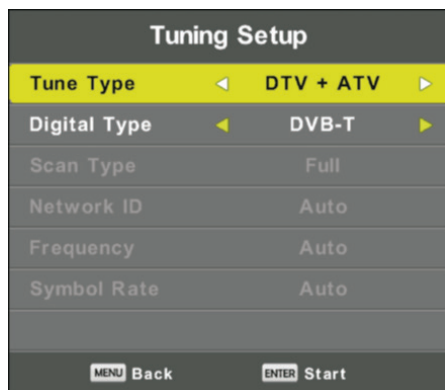 Tuning Setup
Tune Type DTV + ATV
Digital Type DVB-T
Scan Type Full
Network ID Auto
Frequency Auto
Symbol Rate Auto
MENU Back ENTER Start